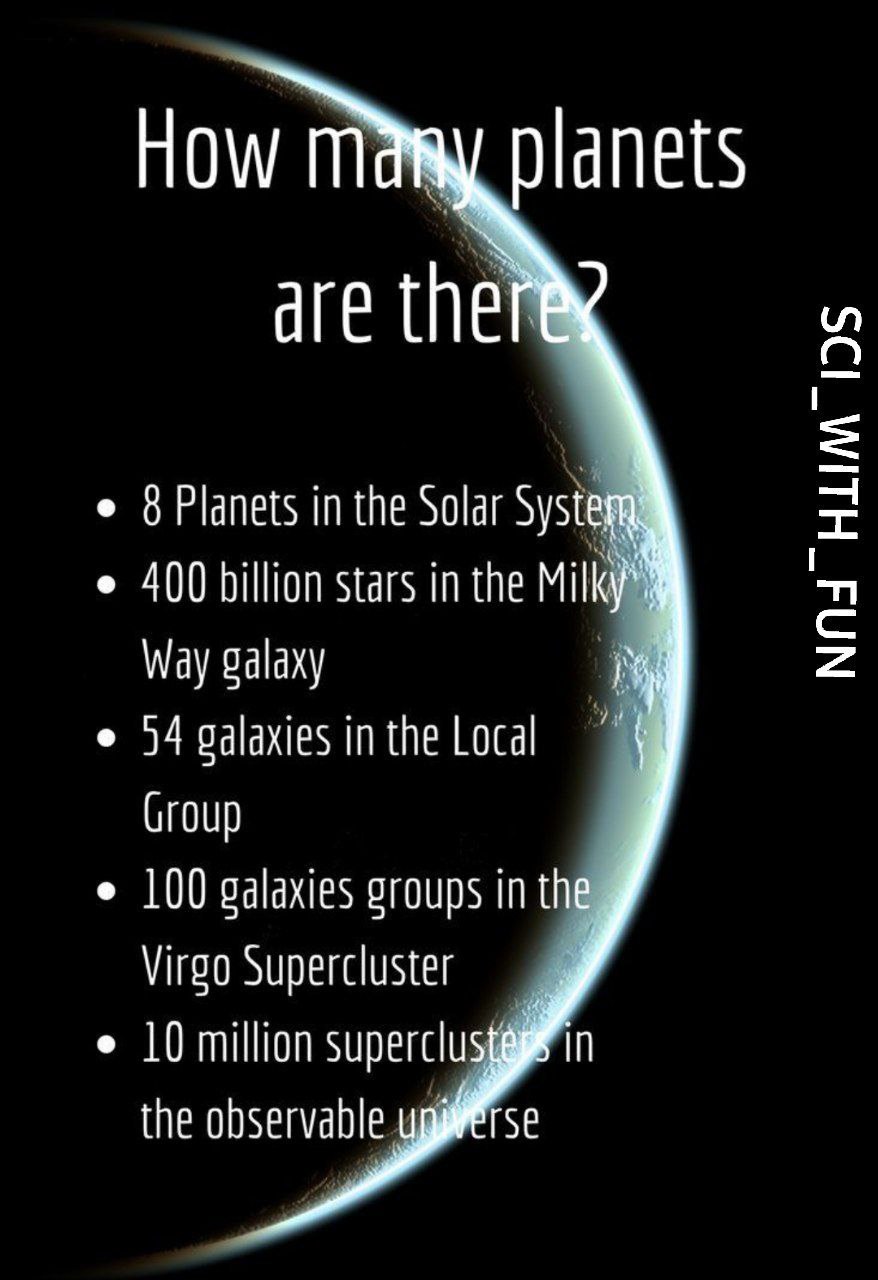 How many planets
are there?
• 8 Planets in the Solar System
• 400 billion stars in the Milky
Way galaxy
• 54 galaxies in the Local
Group
• 100 galaxies groups in the
Virgo Supercluster
• 10 million superclusters in
the observable universe
SCI_WITH_FUN